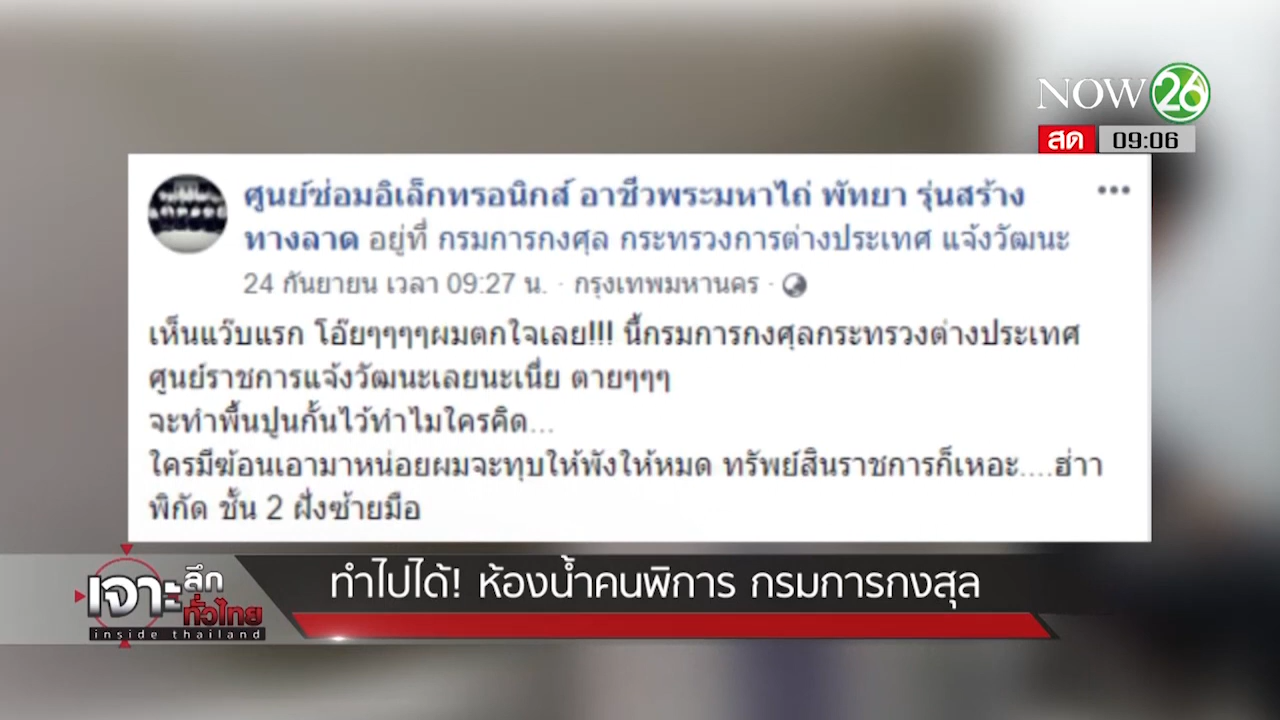 NOW 26
สด 09:06
ศูนย์ซ่อมอิเล็กทรอนิกส์ อาชีวพระมหาไถ่ พัทยา รุ่นสร้าง
ทางลาด อยู่ที่ กรมการกงศุล กระทรวงการต่างประเทศ แจ้งวัฒนะ
24 กันยายน เวลา 09:27 น. · กรุงเทพมหานคร ·
เห็นแว๊บแรก โอ๊ยๆๆๆๆผมตกใจเลย!!! นี้กรมการกงศุลกระทรวงต่างประเทศ
ศูนย์ราชการแจ้งวัฒนะเลยนะเนี่ย ตายๆๆๆ
จะทำพื้นปูนกั้นไว้ทำไมใครคิด...
ใครมีฆ้อนเอามาหน่อยผมจะทุบให้พังให้หมด ทรัพย์สินราชการก็เหอะ....ฮ่าา
พิกัด ชั้น 2 ฝั่งซ้ายมือ
ทำไปได้! ห้องน้ำคนพิการ กรมการกงสุล
เจาะลึกทั่วไทย
inside thailand